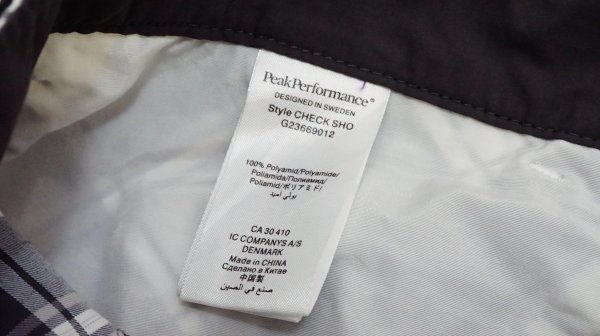 PeakPerformance®
DESIGNED IN SWEDEN
Style CHECK SHO
G23669012
100% Polyamid/Polyamide/
Poliamida/Полиамид/
Poliamid/ポリアミド/
بولي أميد
CA 30 410
IC COMPANYS A/S
DENMARK
Made in China
Сделано в Китае
中国製
صنع في الصين